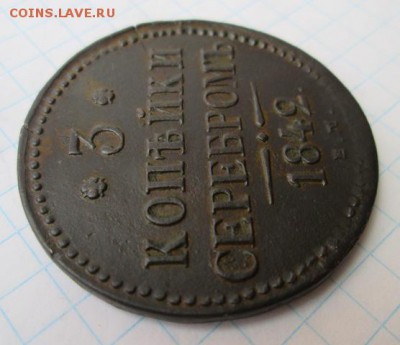 COINS.LAVE.RU
3
КОПѢЙКИ
СЕРЕБРОМЪ
1842